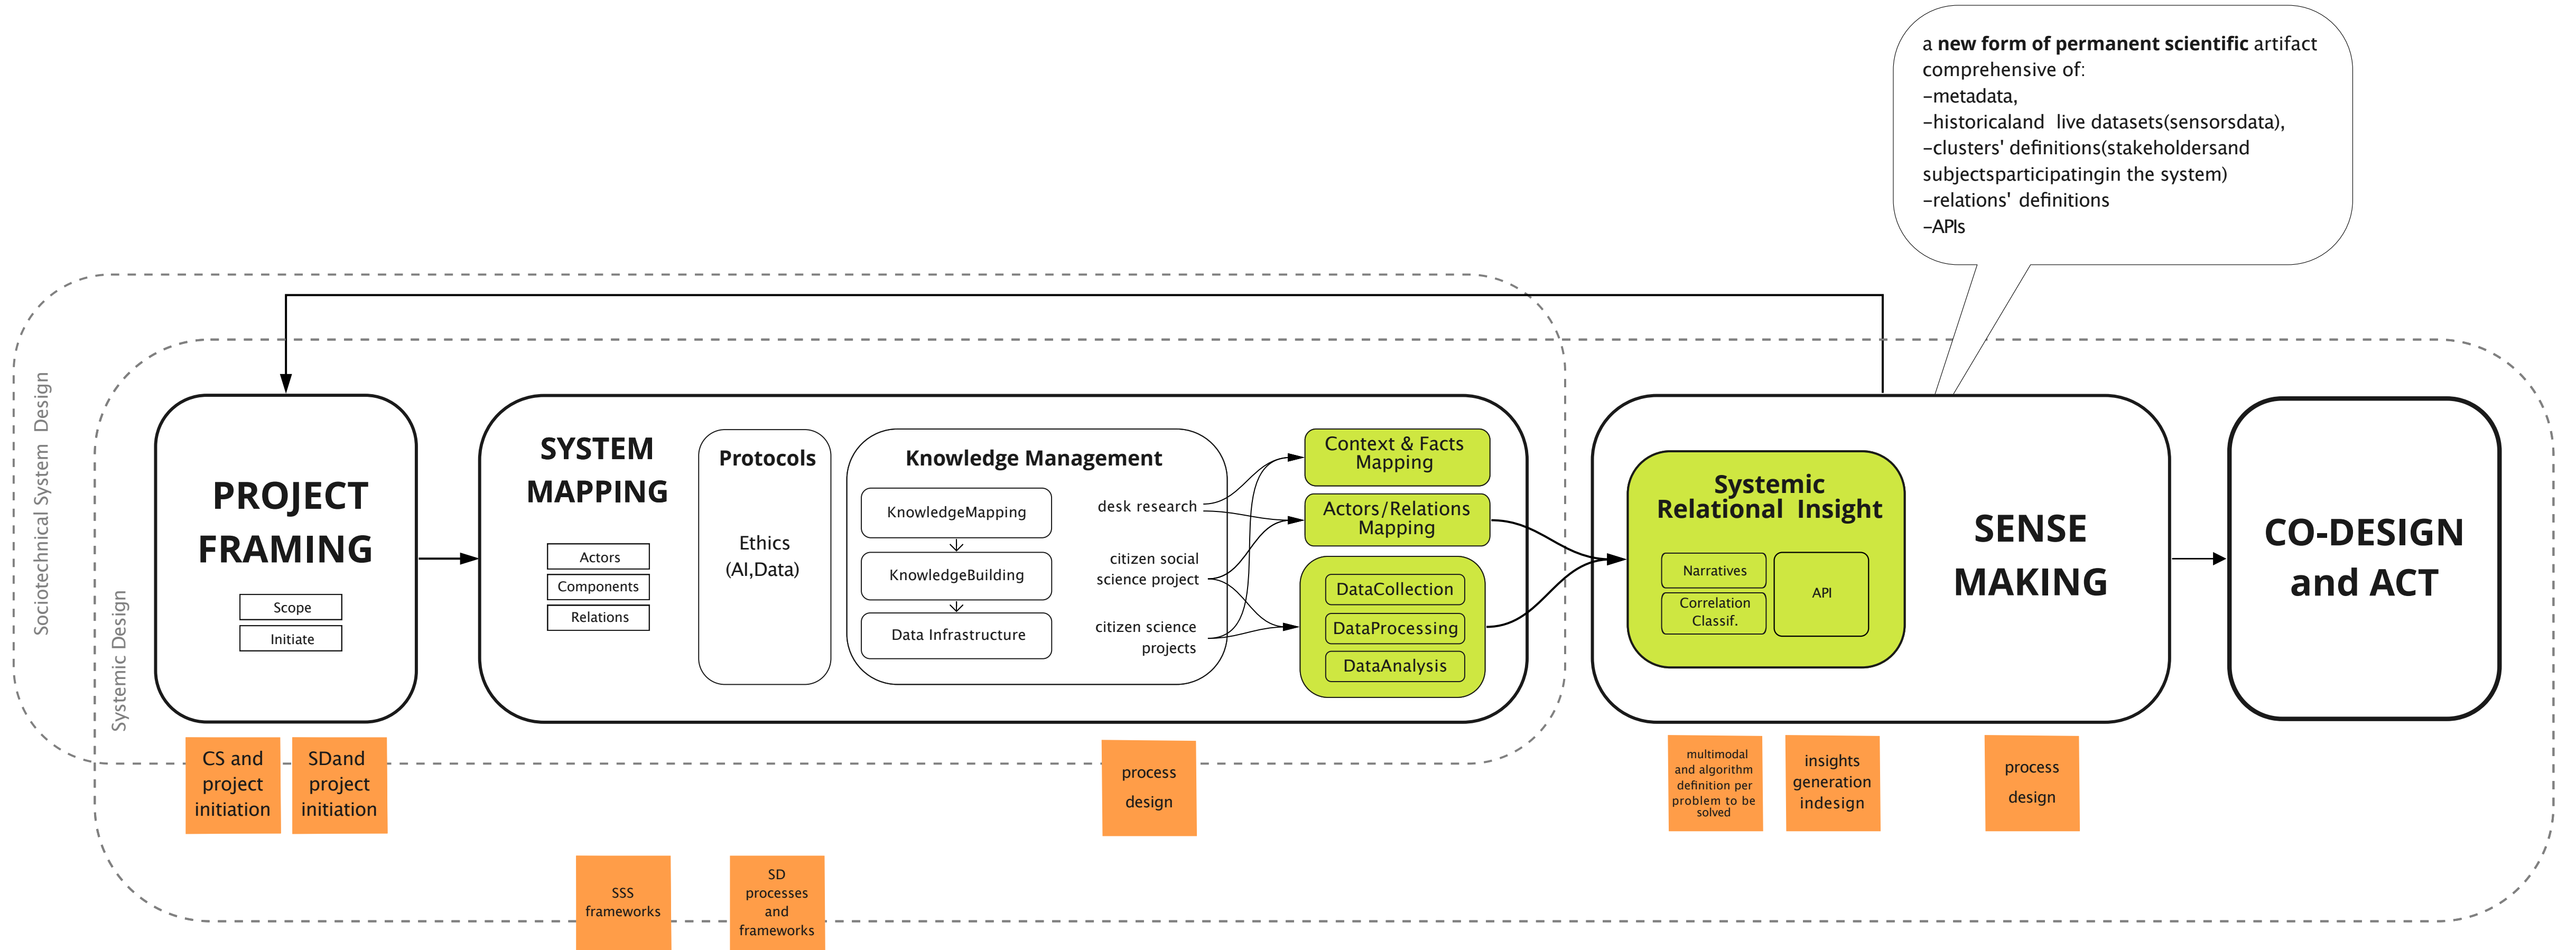 a new form of permanent scientific artifact
comprehensive of:
-metadata,
-historicaland live datasets(sensorsdata),
-clusters' definitions(stakeholdersand
subjectsparticipatingin the system)
-relations' definitions
-APIs
Sociotechnical System Design
Systemic Design
PROJECT
FRAMING
Scope
Initiate
SYSTEM
MAPPING
Actors
Components
Relations
Protocols
Ethics
(AI,Data)
Knowledge Management
KnowledgeMapping
KnowledgeBuilding
Data Infrastructure
desk research
citizen social
science project
citizen science
projects
Context & Facts
Mapping
Actors/Relations
Mapping
DataCollection
DataProcessing
DataAnalysis
Systemic
Relational Insight
Narratives
Correlation
Classif.
API
SENSE
MAKING
CO-DESIGN
and ACT
CS and
project
initiation
SDand
project
initiation
process
design
multimodal
and algorithm
definition per
problem to be
solved
insights
generation
indesign
process
design
SSS
frameworks
SD
processes
and
frameworks